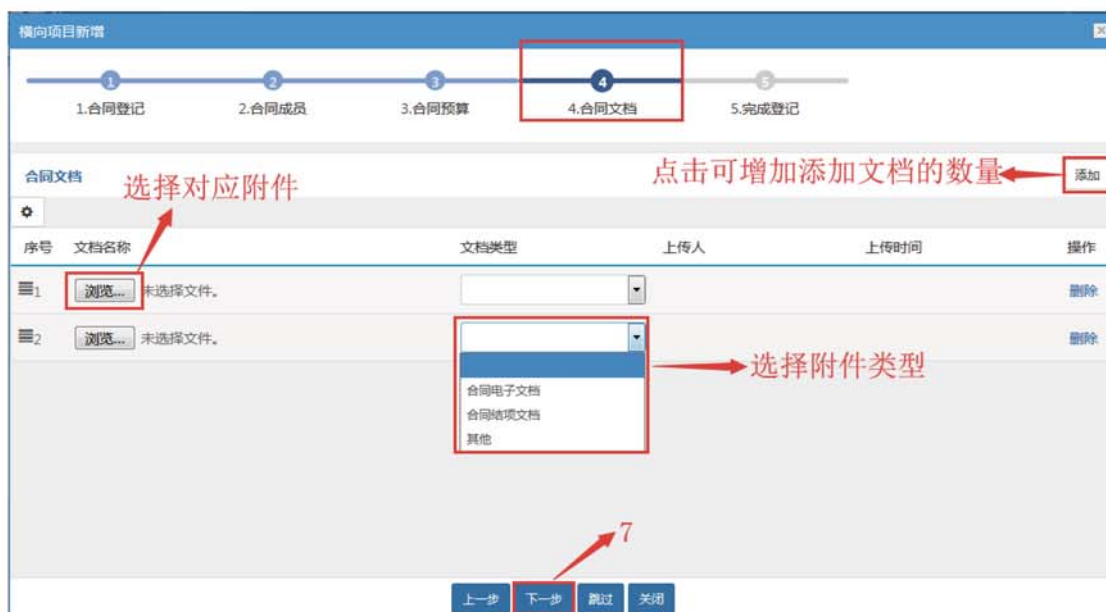 横向项目新增
1 2 3 4 5
1.合同登记 2.合同成员 3.合同预算 4.合同文档 5.完成登记
合同文档 选择对应附件 点击可增加添加文档的数量 添加
序号 文档名称 文档类型 上传人 上传时间 操作
1 浏览... 未选择文件。 删除
2 浏览... 未选择文件。 删除
选择附件类型
合同电子文档
合同结项文档
其他
7
上一步 下一步 跳过 关闭